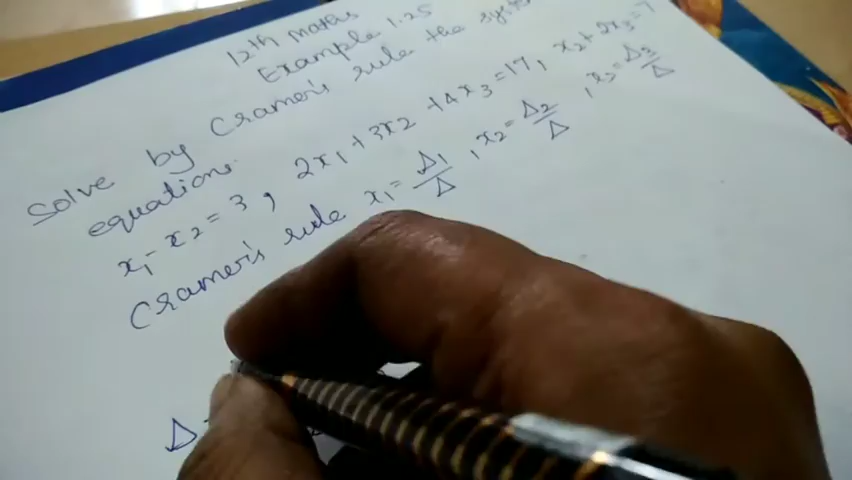 12th Maths
Example 1.25
Solve by Cramer's rule the system
equations
x₁ - x₂ = 3, 2x₁ + 3x₂ + 4x₃ = 17, x₂ + 2x₃ = 7
Cramer's rule x₁ = Δ₁/Δ, x₂ = Δ₂/Δ, x₃ = Δ₃/Δ
Δ